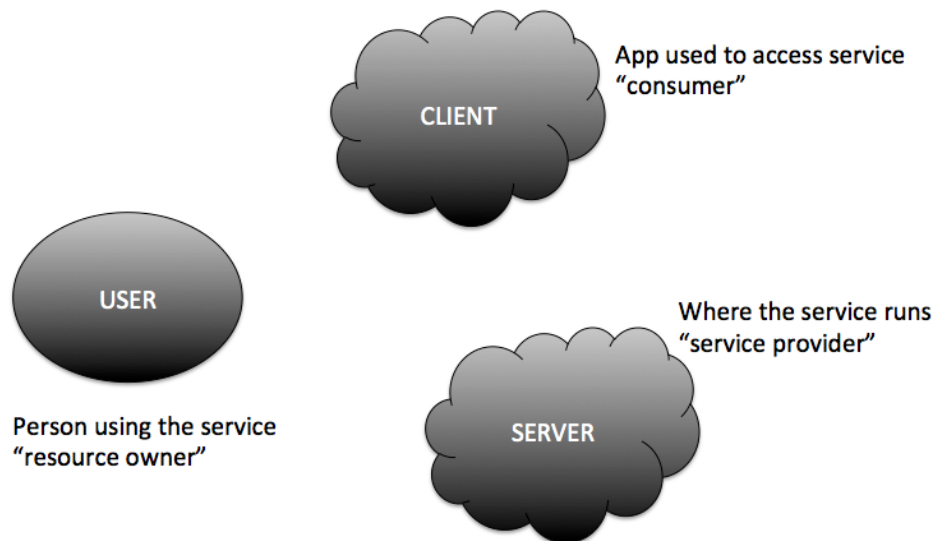 App used to access service
“consumer”
CLIENT
USER
Person using the service
“resource owner”
Where the service runs
“service provider”
SERVER